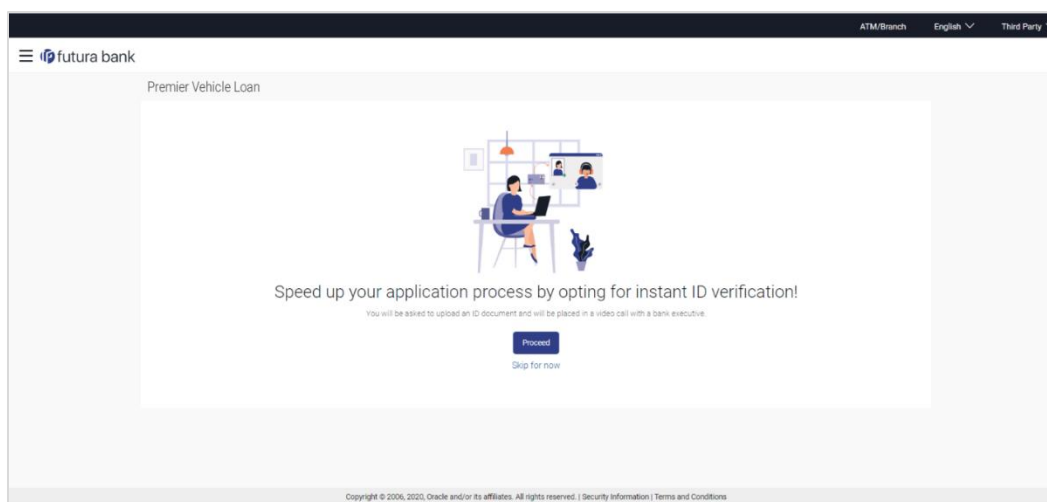 ATM/Branch English Third Party
futura bank
Premier Vehicle Loan
Speed up your application process by opting for instant ID verification!
You will be asked to upload an ID document and will be placed in a video call with a bank executive.
Proceed
Skip for now
Copyright © 2006, 2020, Oracle and/or its affiliates. All rights reserved. | Security Information | Terms and Conditions